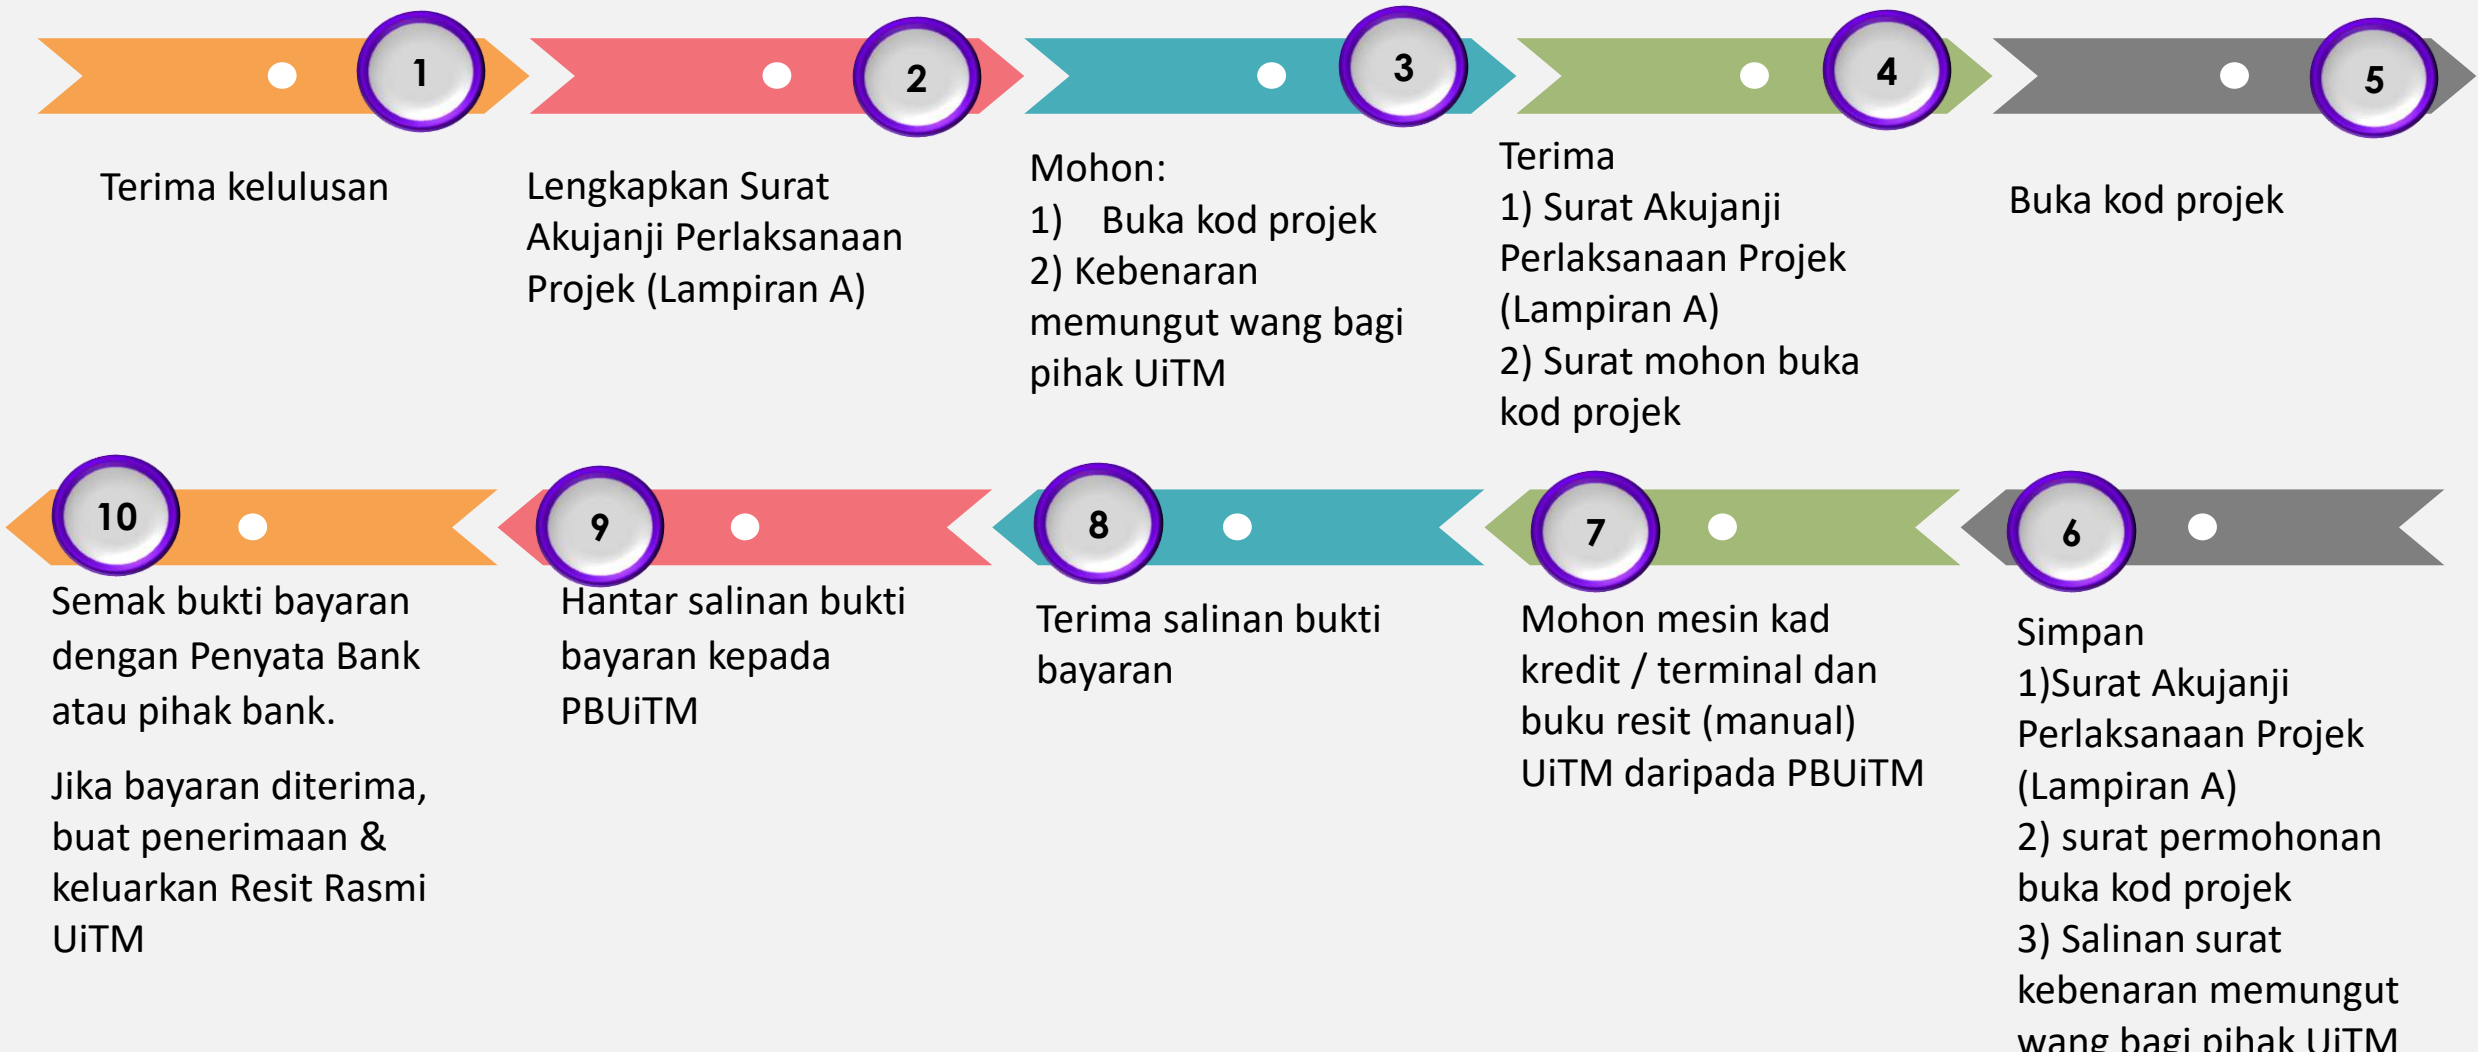 1
Terima kelulusan
2
Lengkapkan Surat
Akujanji Perlaksanaan
Projek (Lampiran A)
3
Mohon:
1) Buka kod projek
2) Kebenaran
memungut wang bagi
pihak UiTM
4
Terima
1) Surat Akujanji
Perlaksanaan Projek
(Lampiran A)
2) Surat mohon buka
kod projek
5
Buka kod projek
6
Simpan
1)Surat Akujanji
Perlaksanaan Projek
(Lampiran A)
2) surat permohonan
buka kod projek
3) Salinan surat
kebenaran memungut
wang bagi pihak UiTM
7
Mohon mesin kad
kredit / terminal dan
buku resit (manual)
UiTM daripada PBUiTM
8
Terima salinan bukti
bayaran
9
Hantar salinan bukti
bayaran kepada
PBUiTM
10
Semak bukti bayaran
dengan Penyata Bank
atau pihak bank.
Jika bayaran diterima,
buat penerimaan &
keluarkan Resit Rasmi
UiTM